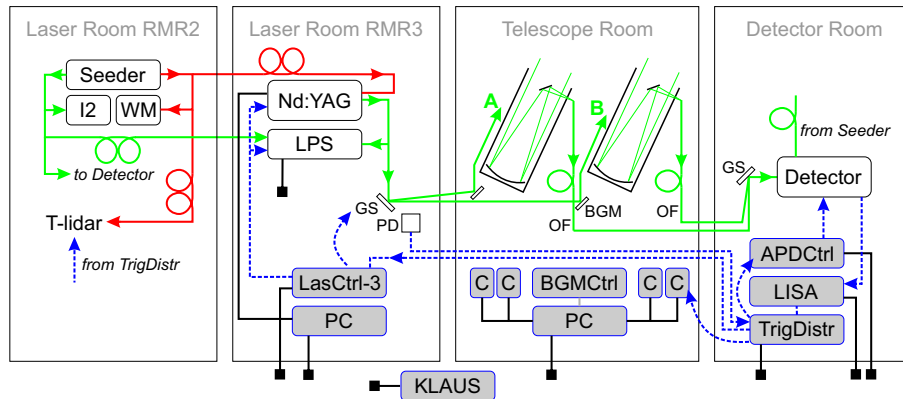 Laser Room RMR2
Laser Room RMR3
Telescope Room
Detector Room
Seeder
I2
WM
to Detector
T-lidar
from TrigDistr
Nd:YAG
LPS
GS
PD
LasCtrl-3
PC
A
B
OF
BGM
OF
C
C
BGMCtrl
C
C
PC
from Seeder
GS
Detector
APDCtrl
LISA
TrigDistr
KLAUS